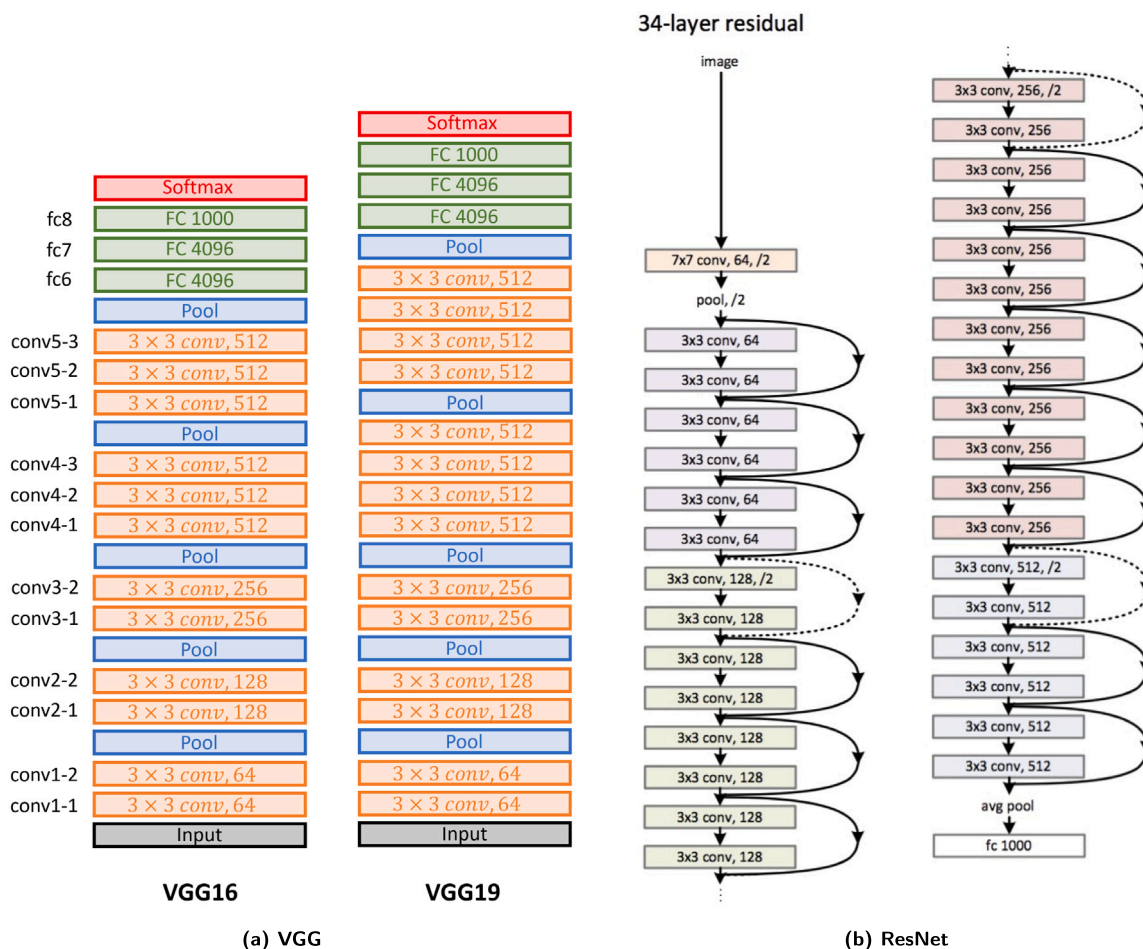 Softmax
fc8 FC 1000
fc7 FC 4096
fc6 FC 4096
Pool
conv5-3 3 × 3 conv, 512
conv5-2 3 × 3 conv, 512
conv5-1 3 × 3 conv, 512
Pool
conv4-3 3 × 3 conv, 512
conv4-2 3 × 3 conv, 512
conv4-1 3 × 3 conv, 512
Pool
conv3-2 3 × 3 conv, 256
conv3-1 3 × 3 conv, 256
Pool
conv2-2 3 × 3 conv, 128
conv2-1 3 × 3 conv, 128
Pool
conv1-2 3 × 3 conv, 64
conv1-1 3 × 3 conv, 64
Input
VGG16
Softmax
FC 1000
FC 4096
FC 4096
Pool
3 × 3 conv, 512
3 × 3 conv, 512
3 × 3 conv, 512
3 × 3 conv, 512
Pool
3 × 3 conv, 512
3 × 3 conv, 512
3 × 3 conv, 512
3 × 3 conv, 512
Pool
3 × 3 conv, 256
3 × 3 conv, 256
Pool
3 × 3 conv, 128
3 × 3 conv, 128
Pool
3 × 3 conv, 64
3 × 3 conv, 64
Input
VGG19
(a) VGG
34-layer residual
image
7x7 conv, 64, /2
pool, /2
3x3 conv, 64
3x3 conv, 64
3x3 conv, 64
3x3 conv, 64
3x3 conv, 64
3x3 conv, 64
3x3 conv, 128, /2
3x3 conv, 128
3x3 conv, 128
3x3 conv, 128
3x3 conv, 128
3x3 conv, 128
3x3 conv, 128
3x3 conv, 128
3x3 conv, 256, /2
3x3 conv, 256
3x3 conv, 256
3x3 conv, 256
3x3 conv, 256
3x3 conv, 256
3x3 conv, 256
3x3 conv, 256
3x3 conv, 256
3x3 conv, 256
3x3 conv, 256
3x3 conv, 256
3x3 conv, 512, /2
3x3 conv, 512
3x3 conv, 512
3x3 conv, 512
3x3 conv, 512
3x3 conv, 512
avg pool
fc 1000
(b) ResNet